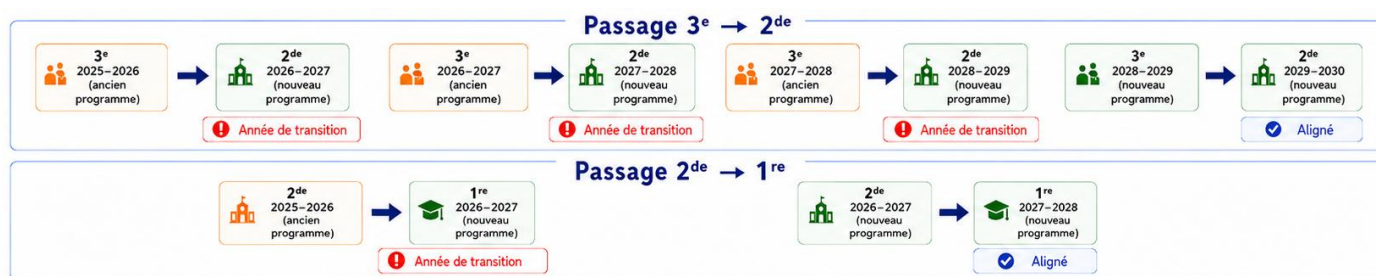 Passage 3e → 2de
3e
2025–2026
(ancien
programme)
2de
2026–2027
(nouveau
programme)
Année de transition
3e
2026–2027
(ancien
programme)
2de
2027–2028
(nouveau
programme)
Année de transition
3e
2027–2028
(ancien
programme)
2de
2028–2029
(nouveau
programme)
Année de transition
3e
2028–2029
(nouveau
programme)
2de
2029–2030
(nouveau
programme)
Aligné
Passage 2de → 1re
2de
2025–2026
(ancien
programme)
1re
2026–2027
(nouveau
programme)
Année de transition
2de
2026–2027
(nouveau
programme)
1re
2027–2028
(nouveau
programme)
Aligné